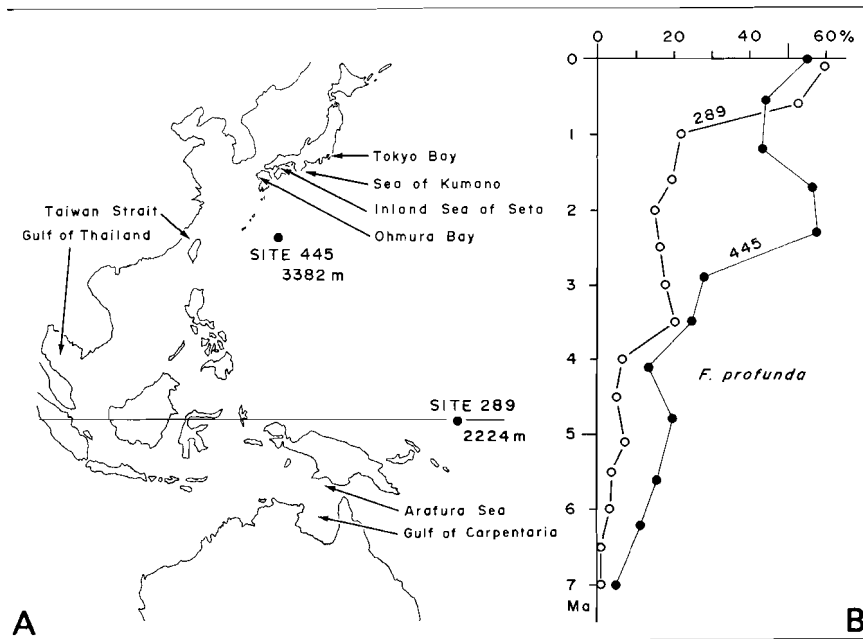 Tokyo Bay
Sea of Kumano
Inland Sea of Seto
Ohmura Bay
Taiwan Strait
Gulf of Thailand
SITE 445
3382 m
SITE 289
2224 m
Arafura Sea
Gulf of Carpentaria
A
0 20 40 60%
0
1
2
3
4
5
6
7
Ma
289
445
F. profunda
B